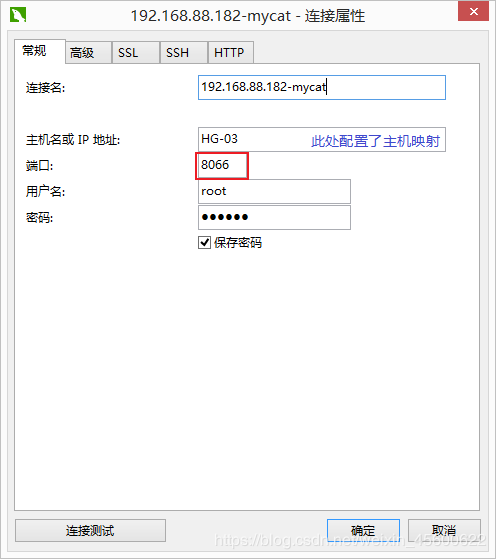 192.168.88.182-mycat - 连接属性
常规 高级 SSL SSH HTTP
连接名: 192.168.88.182-mycat
主机名或 IP 地址: HG-03 此处配置了主机映射
端口: 8066
用户名: root
密码: ●●●●●●
保存密码
连接测试 确定 取消
https://blog.csdn.net/weixin_45600622